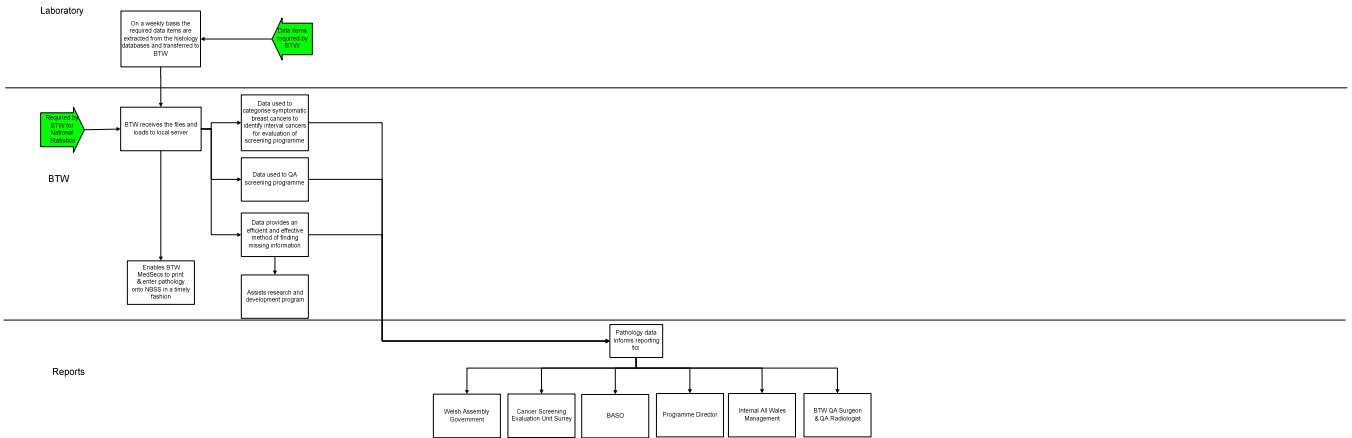 Laboratory
On a weekly basis the
required data items are
extracted from the histology
databases and transferred to
BTW
Data items
required by
BTW
Required by
BTW for
National
Statistics
BTW receives the files and
loads to local server
Data used to
categorise symptomatic
breast cancers to
identify interval cancers
for evaluation of
screening programme
BTW
Data used to QA
screening programme
Data provides an
efficient and effective
method of finding
missing information
Enables BTW
MedSecs to print
& enter pathology
onto NBSS in a timely
fashion
Assists research and
development program
Pathology data
informs reporting
Reports
Welsh Assembly
Government
Cancer Screening
Evaluation Unit Surrey
BASO
Programme Director
Internal All Wales
Management
BTW QA Surgeon
& QA Radiologist